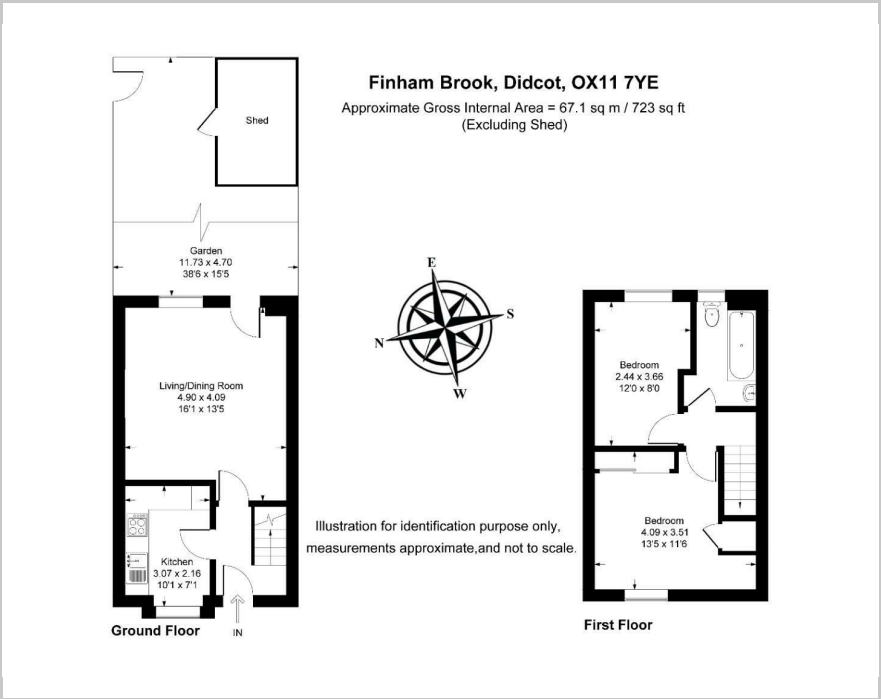 Finham Brook, Didcot, OX11 7YE
Approximate Gross Internal Area = 67.1 sq m / 723 sq ft
(Excluding Shed)
Shed
Garden
11.73 x 4.70
38'6 x 15'5
E
S
N
W
Living/Dining Room
4.90 x 4.09
16'1 x 13'5
Bedroom
2.44 x 3.66
12'0 x 8'0
Kitchen
3.07 x 2.16
10'1 x 7'1
Bedroom
4.09 x 3.51
13'5 x 11'6
Illustration for identification purpose only,
measurements approximate,and not to scale.
Ground Floor
IN
First Floor